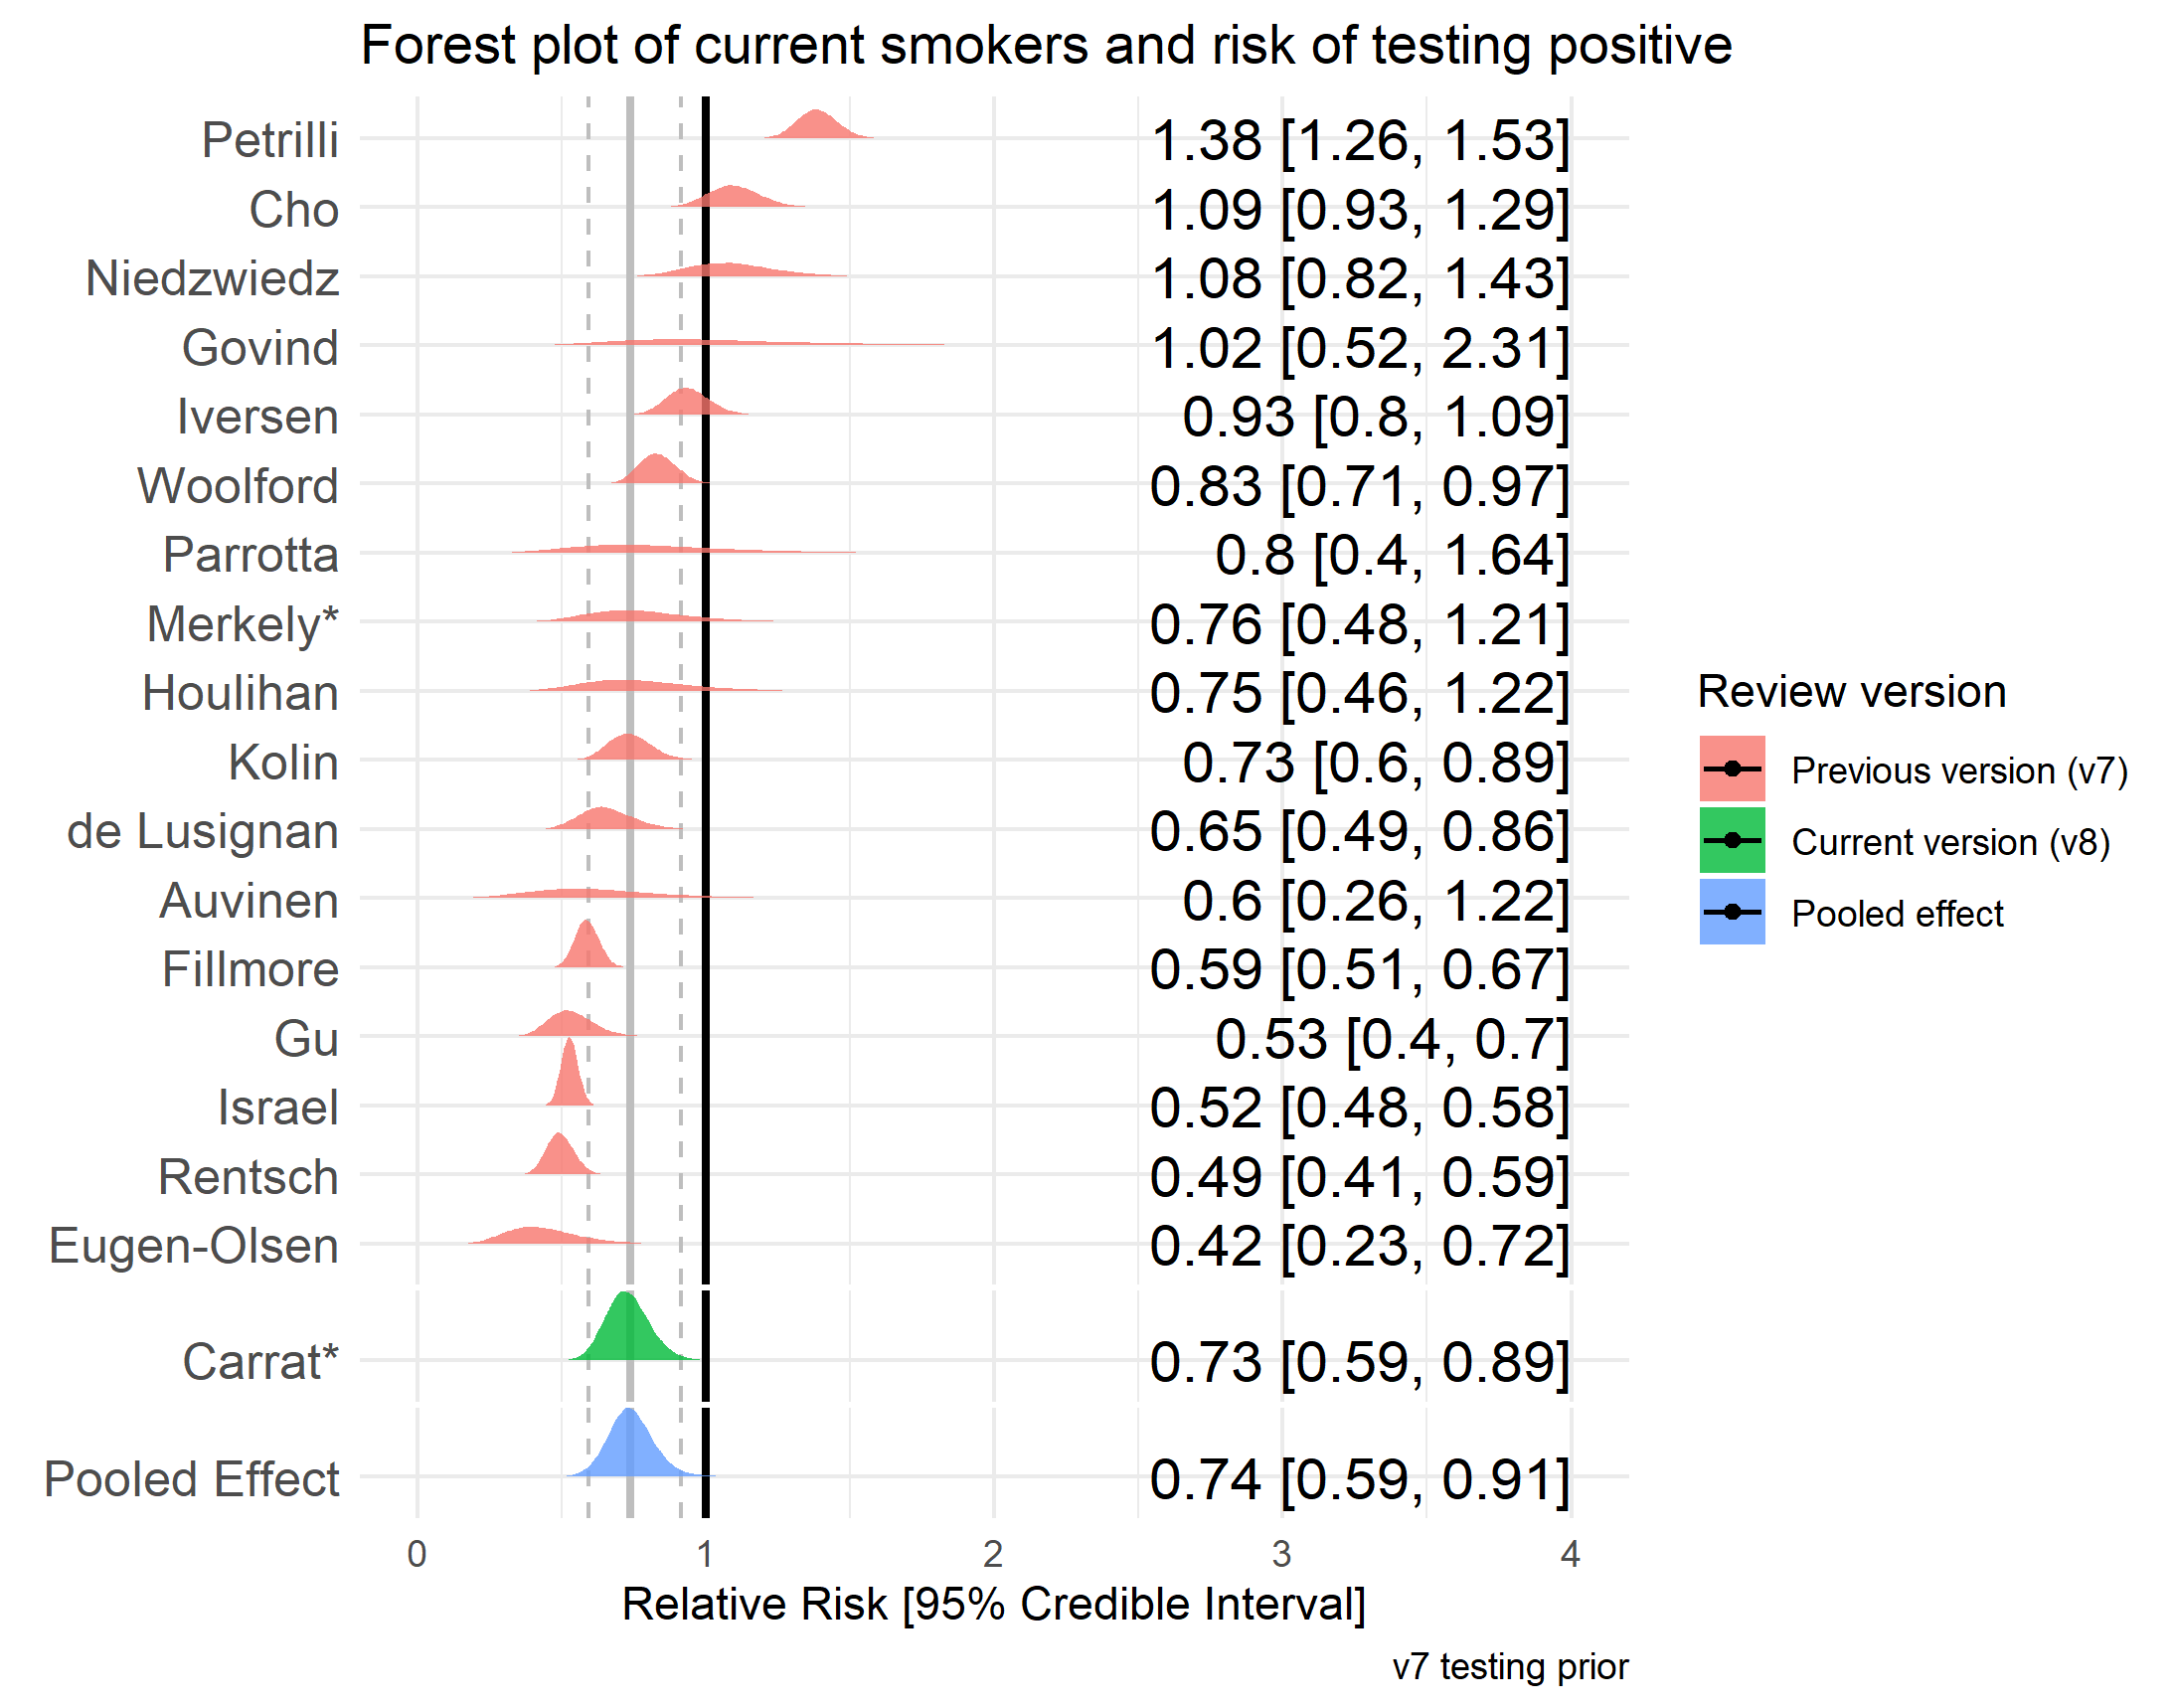 Forest plot of current smokers and risk of testing positive
Petrilli 1.38 [1.26, 1.53]
Cho 1.09 [0.93, 1.29]
Niedzwiedz 1.08 [0.82, 1.43]
Govind 1.02 [0.52, 2.31]
Iversen 0.93 [0.8, 1.09]
Woolford 0.83 [0.71, 0.97]
Parrotta 0.8 [0.4, 1.64]
Merkely* 0.76 [0.48, 1.21]
Houlihan 0.75 [0.46, 1.22]
Kolin 0.73 [0.6, 0.89]
de Lusignan 0.65 [0.49, 0.86]
Auvinen 0.6 [0.26, 1.22]
Fillmore 0.59 [0.51, 0.67]
Gu 0.53 [0.4, 0.7]
Israel 0.52 [0.48, 0.58]
Rentsch 0.49 [0.41, 0.59]
Eugen-Olsen 0.42 [0.23, 0.72]
Carrat* 0.73 [0.59, 0.89]
Pooled Effect 0.74 [0.59, 0.91]
0 1 2 3 4
Relative Risk [95% Credible Interval]
v7 testing prior
Review version
Previous version (v7)
Current version (v8)
Pooled effect